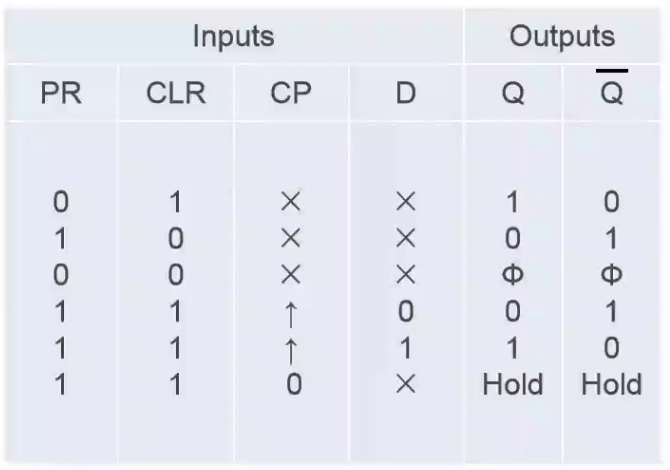 Inputs Outputs
PR CLR CP D Q Q̅
0 1 × × 1 0
1 0 × × 0 1
0 0 × × Φ Φ
1 1 ↑ 0 0 1
1 1 ↑ 1 1 0
1 1 0 × Hold Hold